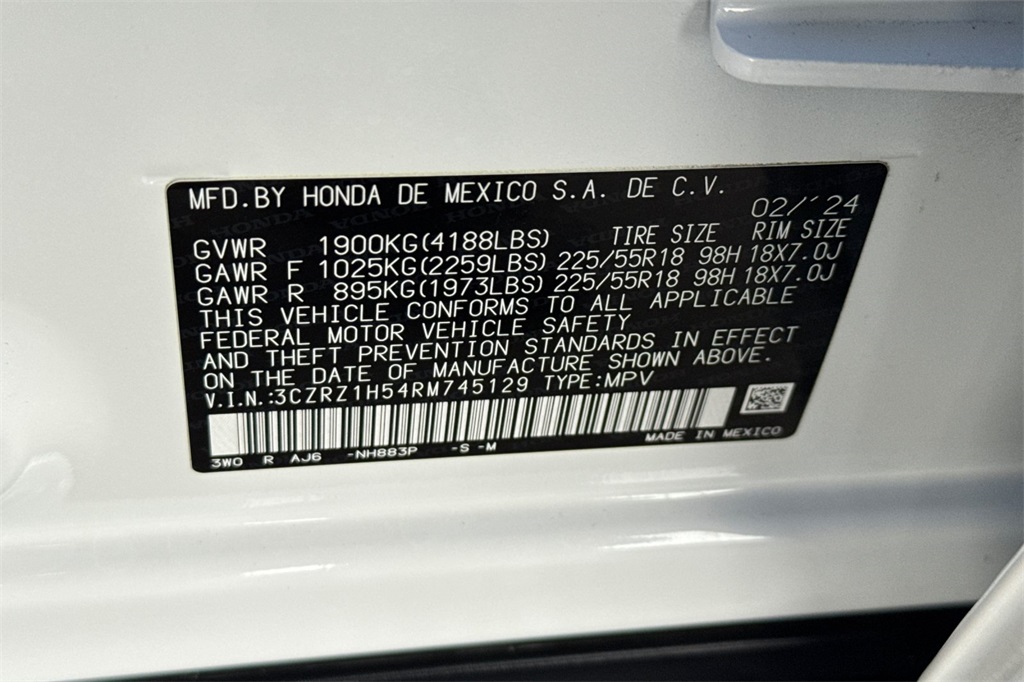 MFD.BY HONDA DE MEXICO S.A. DE C.V.
02/'24
GVWR 1900KG(4188LBS) TIRE SIZE RIM SIZE
GAWR F 1025KG(2259LBS) 225/55R18 98H 18X7.0J
GAWR R 895KG(1973LBS) 225/55R18 98H 18X7.0J
THIS VEHICLE CONFORMS TO ALL APPLICABLE
FEDERAL MOTOR VEHICLE SAFETY
AND THEFT PREVENTION STANDARDS IN EFFECT
ON THE DATE OF MANUFACTURE SHOWN ABOVE.
V.I.N.:3CZRZ1H54RM745129 TYPE:MPV
MADE IN MEXICO
3W0 R AJ6 -NH883P -S -M